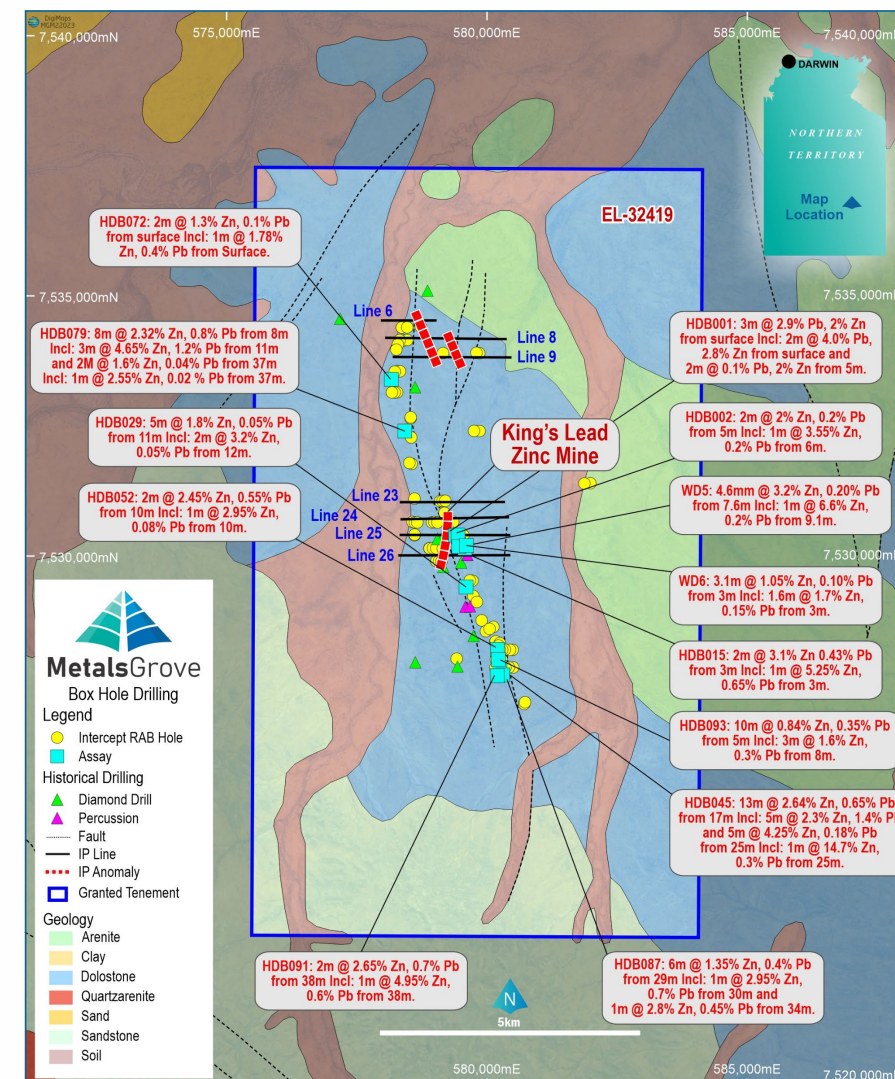 DigiMaps
MGM22023
7,540,000mN
575,000mE
580,000mE
7,540,000mN
DARWIN
NORTHERN
TERRITORY
Map
Location
EL-32419
HDB072: 2m @ 1.3% Zn, 0.1% Pb
from surface Incl: 1m @ 1.78%
Zn, 0.4% Pb from Surface.
7,535,000mN
7,535,000mN
Line 6
Line 8
Line 9
HDB079: 8m @ 2.32% Zn, 0.8% Pb from 8m
Incl: 3m @ 4.65% Zn, 1.2% Pb from 11m
and 2M @ 1.6% Zn, 0.04% Pb from 37m
Incl: 1m @ 2.55% Zn, 0.02 % Pb from 37m.
HDB001: 3m @ 2.9% Pb, 2% Zn
from surface Incl: 2m @ 4.0% Pb,
2.8% Zn from surface and
2m @ 0.1% Pb, 2% Zn from 5m.
HDB029: 5m @ 1.8% Zn, 0.05% Pb
from 11m Incl: 2m @ 3.2% Zn,
0.05% Pb from 12m.
King's Lead
Zinc Mine
HDB002: 2m @ 2% Zn, 0.2% Pb
from 5m Incl: 1m @ 3.55% Zn,
0.2% Pb from 6m.
HDB052: 2m @ 2.45% Zn, 0.55% Pb
from 10m Incl: 1m @ 2.95% Zn,
0.08% Pb from 10m.
Line 23
Line 24
Line 25
Line 26
WD5: 4.6mm @ 3.2% Zn, 0.20% Pb
from 7.6m Incl: 1m @ 6.6% Zn,
0.2% Pb from 9.1m.
7,530,000mN
7,530,000mN
WD6: 3.1m @ 1.05% Zn, 0.10% Pb
from 3m Incl: 1.6m @ 1.7% Zn,
0.15% Pb from 3m.
HDB015: 2m @ 3.1% Zn 0.43% Pb
from 3m Incl: 1m @ 5.25% Zn,
0.65% Pb from 3m.
HDB093: 10m @ 0.84% Zn, 0.35% Pb
from 5m Incl: 3m @ 1.6% Zn,
0.3% Pb from 8m.
HDB045: 13m @ 2.64% Zn, 0.65% Pb
from 17m Incl: 5m @ 2.3% Zn, 1.4% Pb
and 5m @ 4.25% Zn, 0.18% Pb
from 25m Incl: 1m @ 14.7% Zn,
0.3% Pb from 25m.
MetalsGrove
Box Hole Drilling
Legend
Intercept RAB Hole
Assay
Historical Drilling
Diamond Drill
Percussion
Fault
IP Line
IP Anomaly
Granted Tenement
Geology
Arenite
Clay
Dolostone
Quartzarenite
Sand
Sandstone
Soil
HDB091: 2m @ 2.65% Zn, 0.7% Pb
from 38m Incl: 1m @ 4.95% Zn,
0.6% Pb from 38m.
HDB087: 6m @ 1.35% Zn, 0.4% Pb
from 29m Incl: 1m @ 2.95% Zn,
0.7% Pb from 30m and
1m @ 2.8% Zn, 0.45% Pb from 34m.
N
5km
580,000mE
585,000mE
7,520,000mN